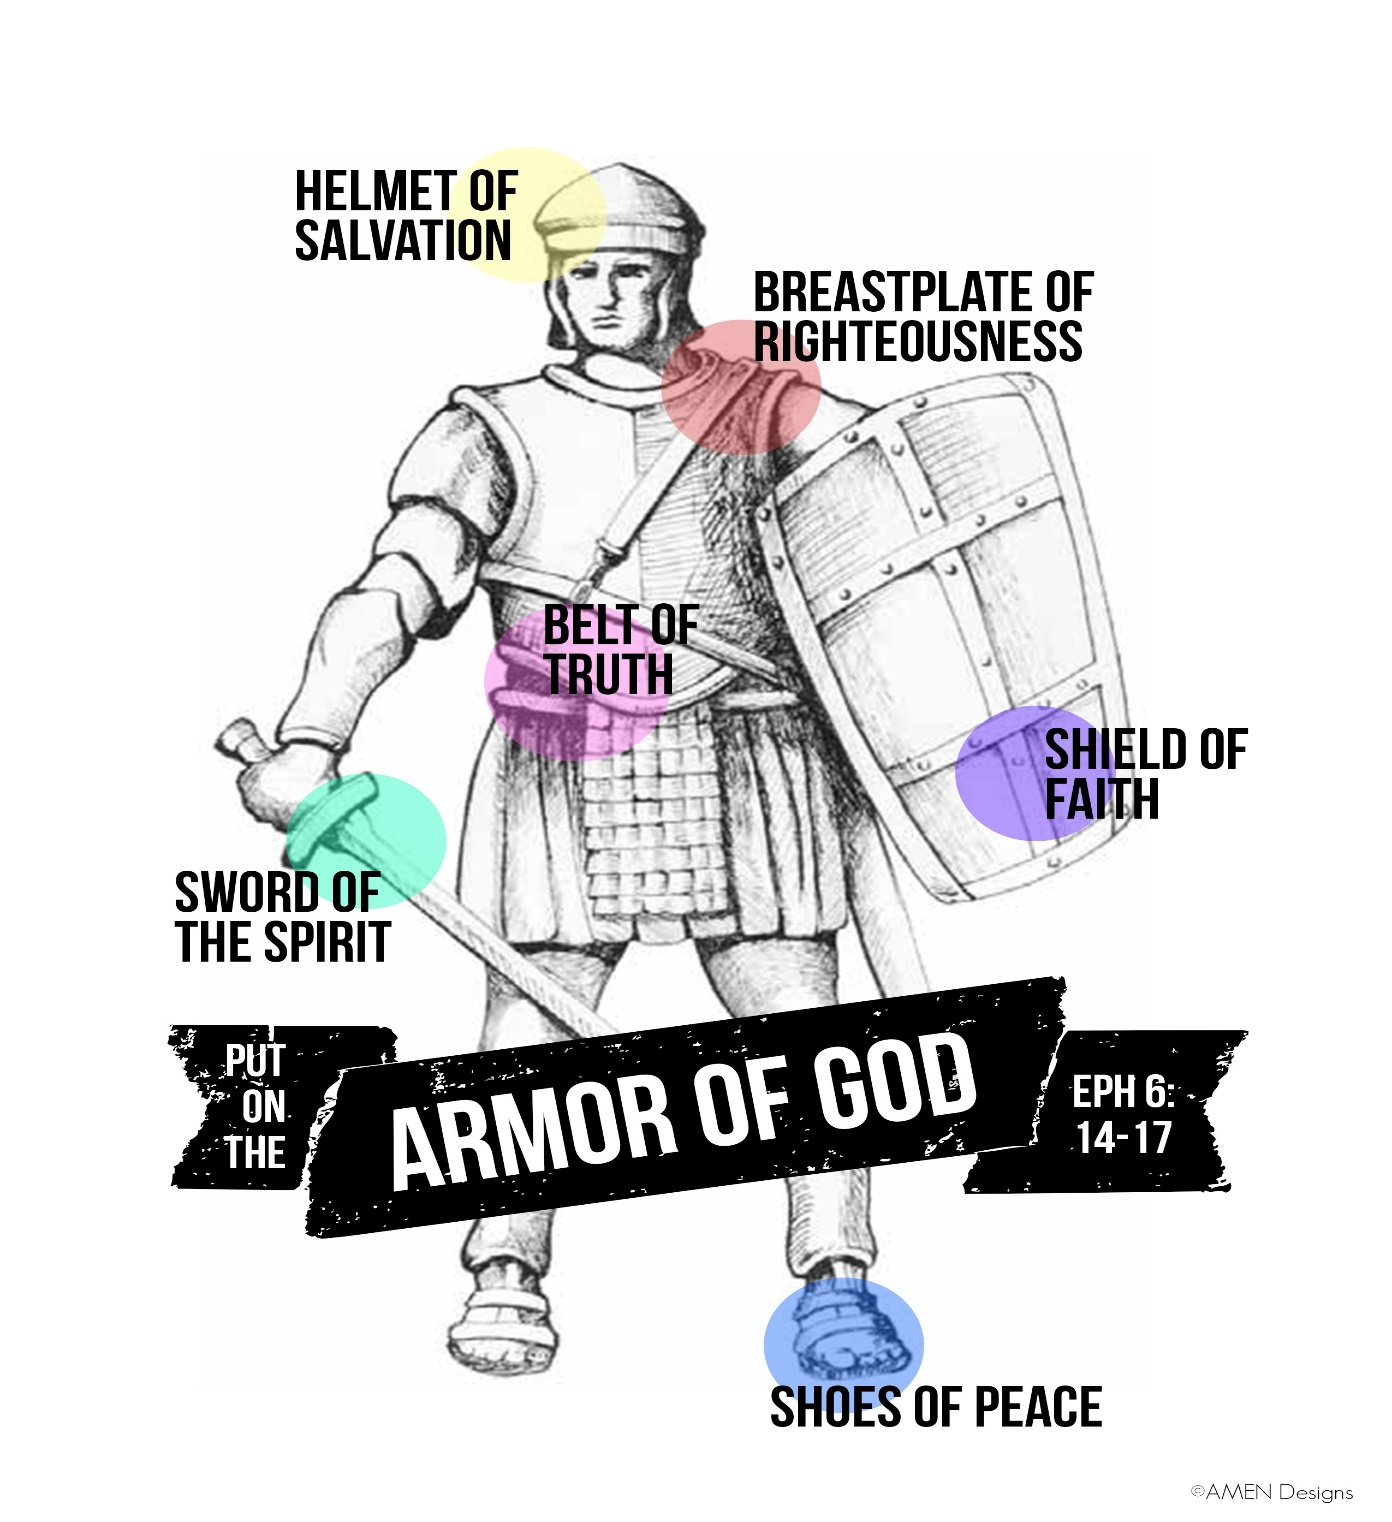 HELMET OF
SALVATION
BREASTPLATE OF
RIGHTEOUSNESS
BELT OF
TRUTH
SHIELD OF
FAITH
SWORD OF
THE SPIRIT
PUT
ON
THE
ARMOR OF GOD
EPH 6:
14-17
SHOES OF PEACE
©AMEN Designs